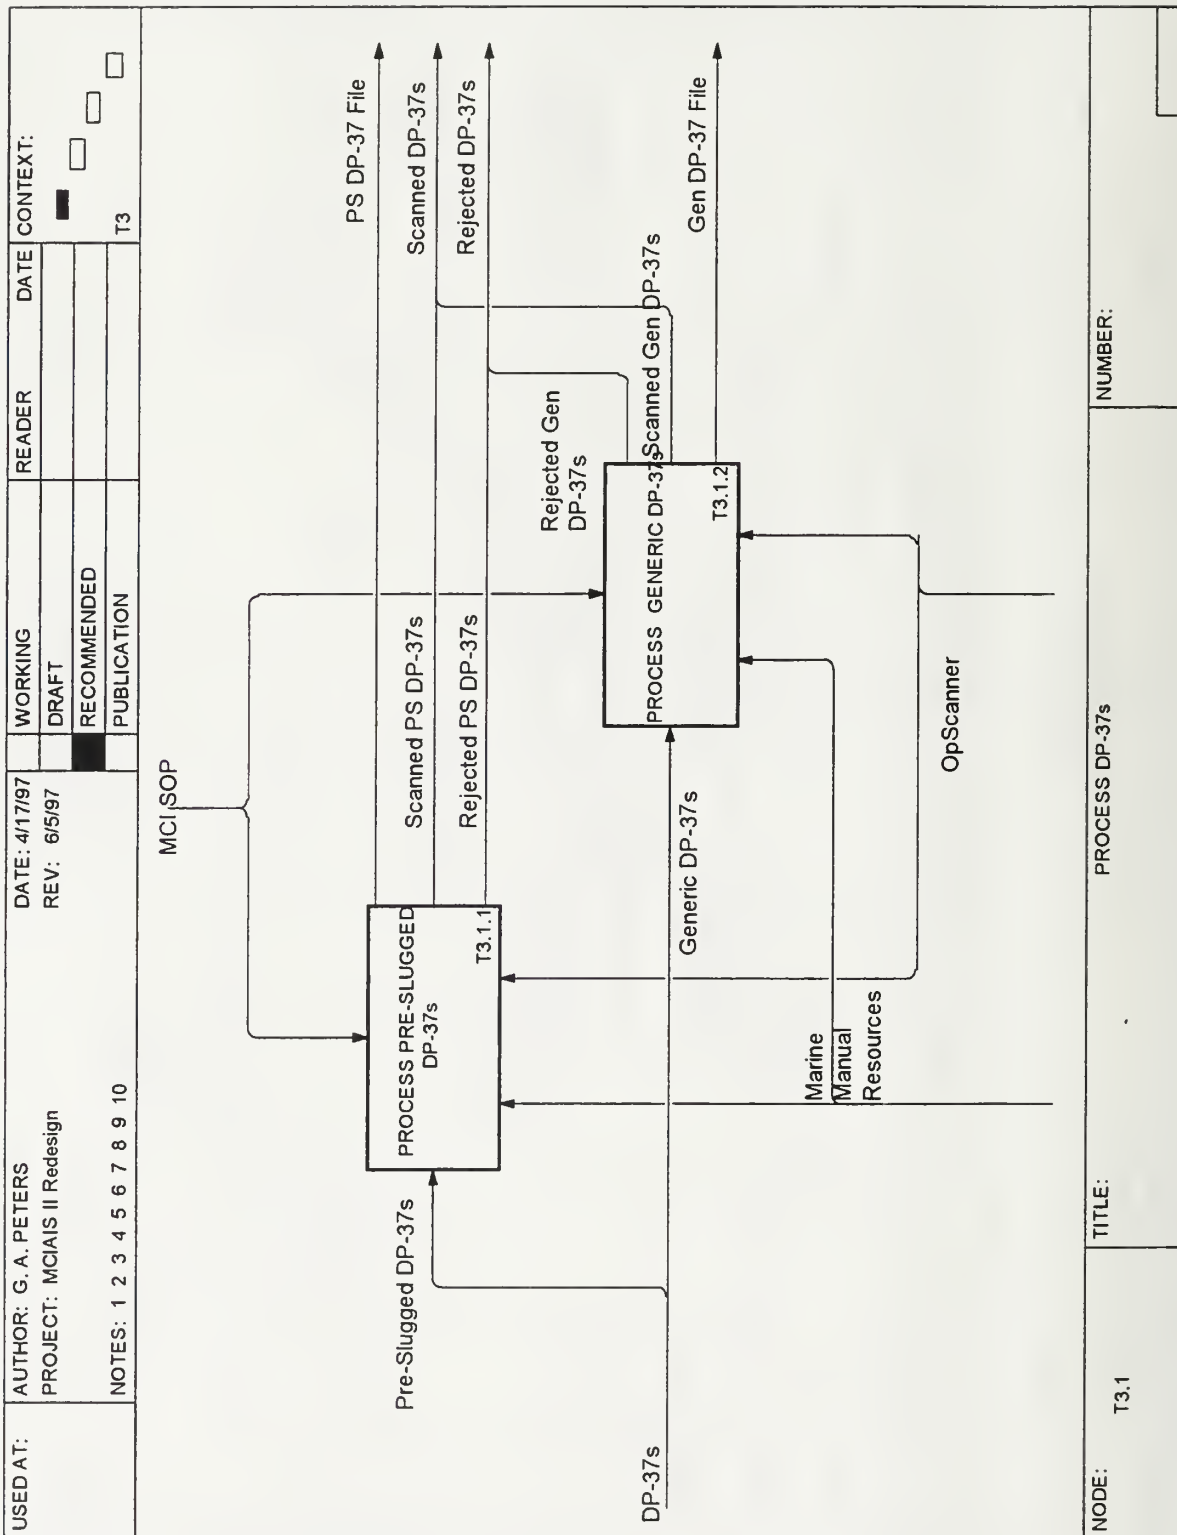 USED AT:
AUTHOR: G. A. PETERS
PROJECT: MCIAIS II Redesign
NOTES: 1 2 3 4 5 6 7 8 9 10
DATE: 4/17/97
REV: 6/5/97
WORKING
DRAFT
RECOMMENDED
PUBLICATION
READER
DATE
CONTEXT:
T3
MCI SOP
PS DP-37 File
Scanned DP-37s
Rejected DP-37s
Pre-Slugged DP-37s
PROCESS PRE-SLUGGED
DP-37s
T3.1.1
Scanned PS DP-37s
Rejected PS DP-37s
Rejected Gen
DP-37s
Scanned Gen DP-37s
Gen DP-37 File
DP-37s
Generic DP-37s
PROCESS GENERIC DP-37s
T3.1.2
Marine
Manual
Resources
OpScanner
NODE:
T3.1
TITLE:
PROCESS DP-37s
NUMBER: